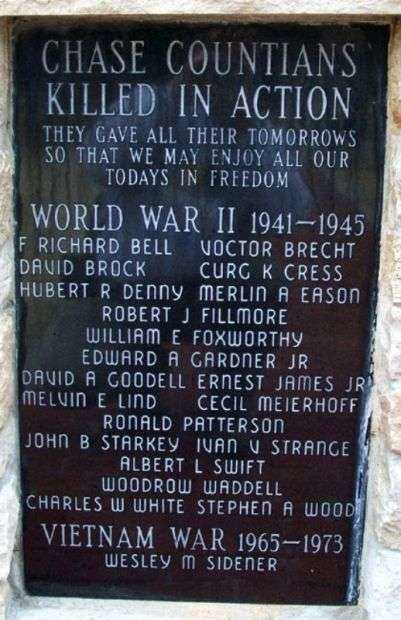 CHASE COUNTIANS
KILLED IN ACTION
THEY GAVE ALL THEIR TOMORROWS
SO THAT WE MAY ENJOY ALL OUR
TODAYS IN FREEDOM
WORLD WAR II 1941-1945
F RICHARD BELL VOCTOR BRECHT
DAVID BROCK CURG K CRESS
HUBERT R DENNY MERLIN A EASON
ROBERT J FILLMORE
WILLIAM E FOXWORTHY
EDWARD A GARDNER JR
DAVID A GOODELL ERNEST JAMES JR
MELVIN E LIND CECIL MEIERHOFF
RONALD PATTERSON
JOHN B STARKEY IVAN V STRANGE
ALBERT L SWIFT
WOODROW WADDELL
CHARLES W WHITE STEPHEN A WOOD
VIETNAM WAR 1965-1973
WESLEY M SIDENER